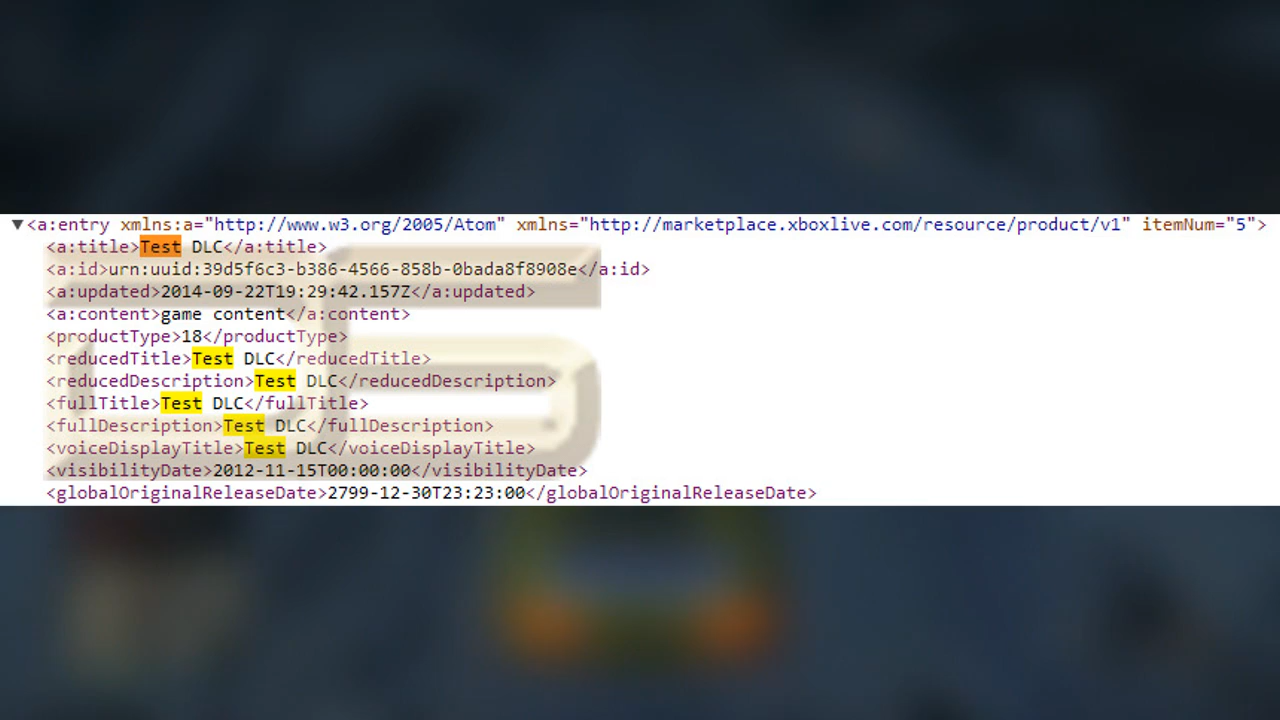 ▼<a:entry xmlns:a="http://www.w3.org/2005/Atom" xmlns="http://marketplace.xboxlive.com/resource/product/v1" itemNum="5">
<a:title>Test DLC</a:title>
<a:id>urn:uuid:39d5f6c3-b386-4566-858b-0bada8f8908e</a:id>
<a:updated>2014-09-22T19:29:42.157Z</a:updated>
<a:content>game content</a:content>
<productType>18</productType>
<reducedTitle>Test DLC</reducedTitle>
<reducedDescription>Test DLC</reducedDescription>
<fullTitle>Test DLC</fullTitle>
<fullDescription>Test DLC</fullDescription>
<voiceDisplayTitle>Test DLC</voiceDisplayTitle>
<visibilityDate>2012-11-15T00:00:00</visibilityDate>
<globalOriginalReleaseDate>2799-12-30T23:23:00</globalOriginalReleaseDate>